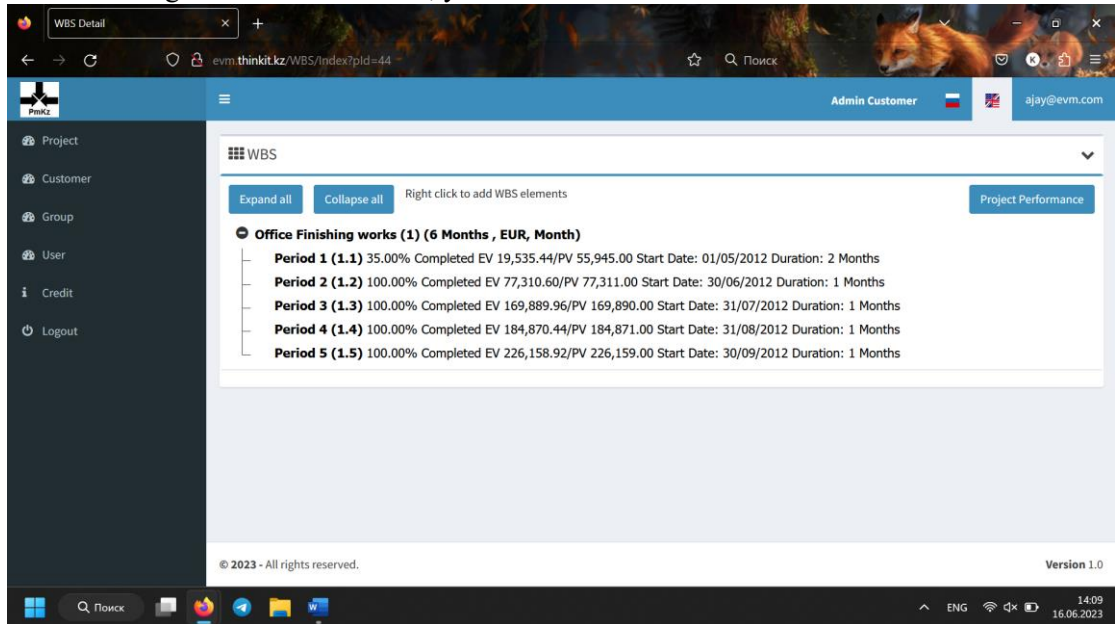 WBS Detail
evm.thinkit.kz/WBS/Index?pId=44
Поиск
PmKz
Admin Customer
ajay@evm.com
Project
Customer
Group
User
Credit
Logout
WBS
Expand all
Collapse all
Right click to add WBS elements
Project Performance
Office Finishing works (1) (6 Months , EUR, Month)
Period 1 (1.1) 35.00% Completed EV 19,535.44/PV 55,945.00 Start Date: 01/05/2012 Duration: 2 Months
Period 2 (1.2) 100.00% Completed EV 77,310.60/PV 77,311.00 Start Date: 30/06/2012 Duration: 1 Months
Period 3 (1.3) 100.00% Completed EV 169,889.96/PV 169,890.00 Start Date: 31/07/2012 Duration: 1 Months
Period 4 (1.4) 100.00% Completed EV 184,870.44/PV 184,871.00 Start Date: 31/08/2012 Duration: 1 Months
Period 5 (1.5) 100.00% Completed EV 226,158.92/PV 226,159.00 Start Date: 30/09/2012 Duration: 1 Months
© 2023 - All rights reserved.
Version 1.0
Поиск
ENG
14:09
16.06.2023